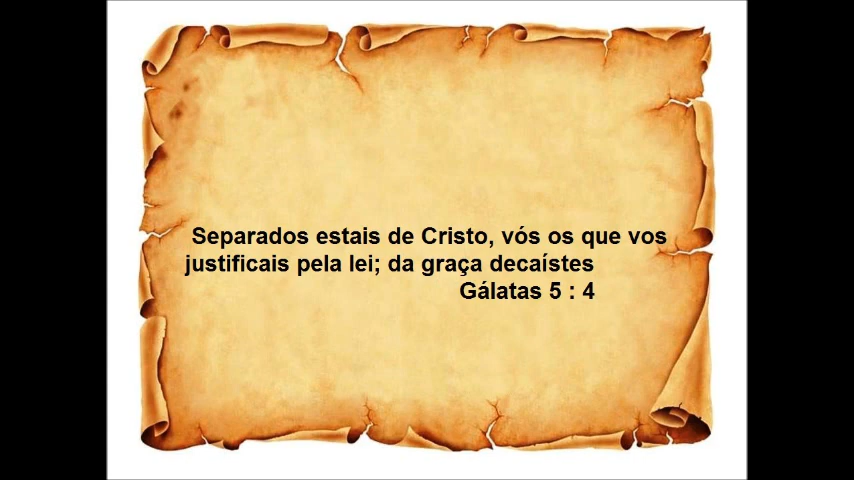 Separados estais de Cristo, vós os que vos
justificais pela lei; da graça decaístes
Gálatas 5 : 4